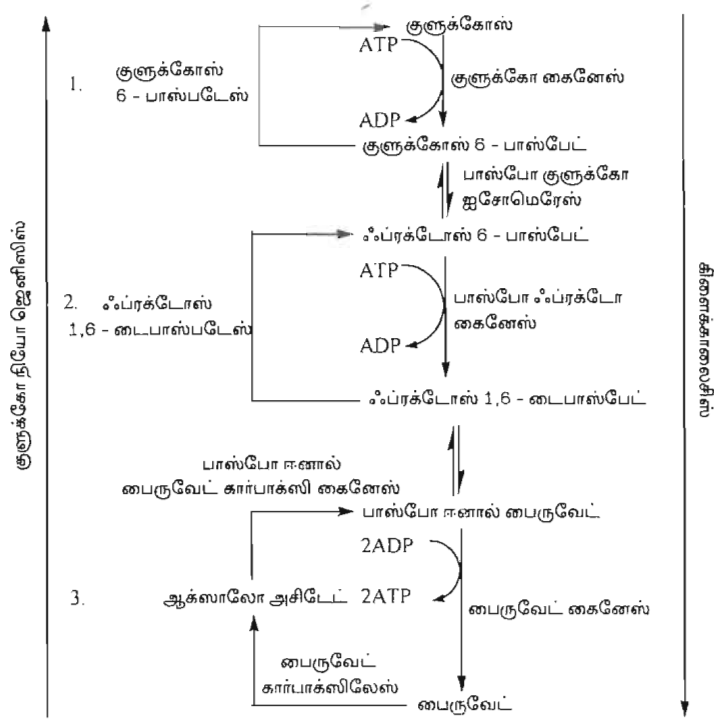 குளுக்கோஸ்
ATP
1. குளுக்கோஸ்
6 - பாஸ்படேஸ்
குளுக்கோ கைனேஸ்
ADP
குளுக்கோஸ் 6 - பாஸ்பேட்
பாஸ்போ குளுக்கோ
ஐசோமெரேஸ்
ஃப்ரக்டோஸ் 6 - பாஸ்பேட்
ATP
2. ஃப்ரக்டோஸ்
1,6 - டைபாஸ்படேஸ்
பாஸ்போ ஃப்ரக்டோ
கைனேஸ்
ADP
ஃப்ரக்டோஸ் 1,6 - டைபாஸ்பேட்
பாஸ்போ ஈனால்
பைருவேட் கார்பாக்ஸி கைனேஸ்
பாஸ்போ ஈனால் பைருவேட்
2ADP
3. ஆக்ஸாலோ அசிடேட் 2ATP
பைருவேட் கைனேஸ்
பைருவேட்
கார்பாக்ஸிலேஸ்
பைருவேட்
குளுக்கோ நியோ ஜெனிஸிஸ்
கிளைக்காலைசிஸ்